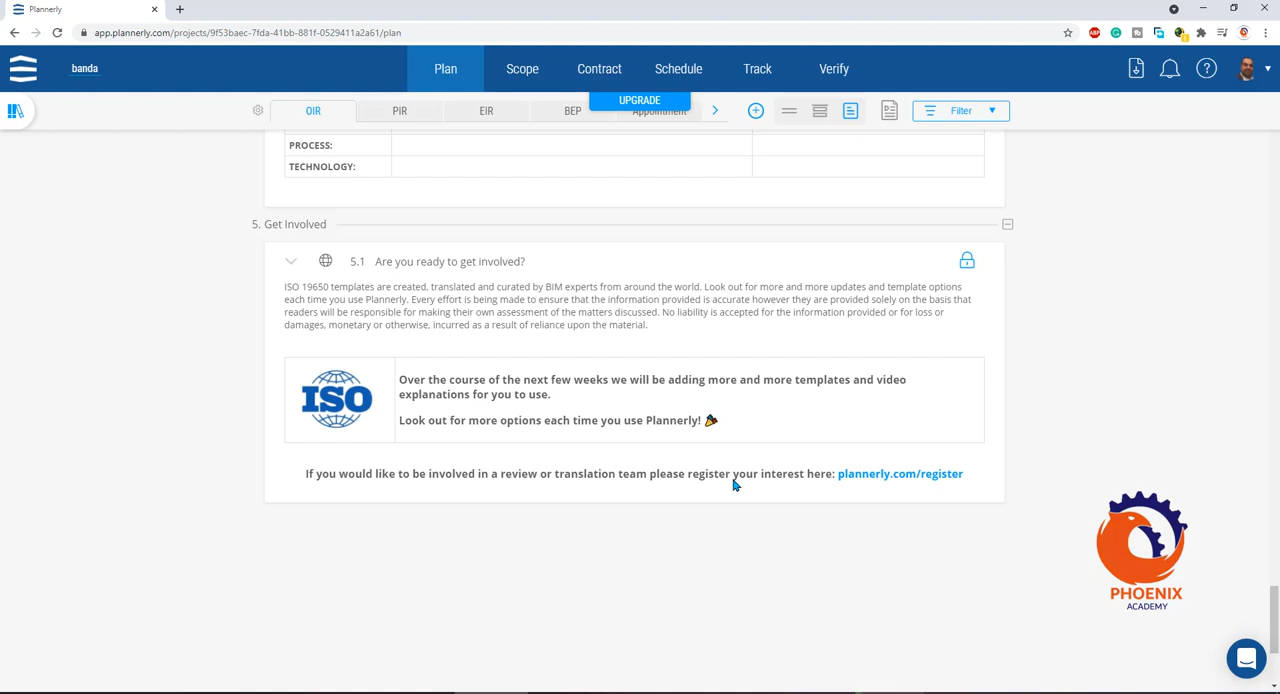 Plannerly
app.plannerly.com/projects/9f53baec-7fda-41bb-881f-0529411a2a61/plan
banda
Plan
Scope
Contract
Schedule
Track
Verify
OIR
PIR
EIR
BEP
Appointment
UPGRADE
Filter
PROCESS:
TECHNOLOGY:
5. Get Involved
5.1 Are you ready to get involved?
ISO 19650 templates are created, translated and curated by BIM experts from around the world. Look out for more and more updates and template options
each time you use Plannerly. Every effort is being made to ensure that the information provided is accurate however they are provided solely on the basis that
readers will be responsible for making their own assessment of the matters discussed. No liability is accepted for the information provided or for loss or
damages, monetary or otherwise, incurred as a result of reliance upon the material.
ISO
Over the course of the next few weeks we will be adding more and more templates and video
explanations for you to use.
Look out for more options each time you use Plannerly! 🎉
If you would like to be involved in a review or translation team please register your interest here: plannerly.com/register
PHOENIX
ACADEMY